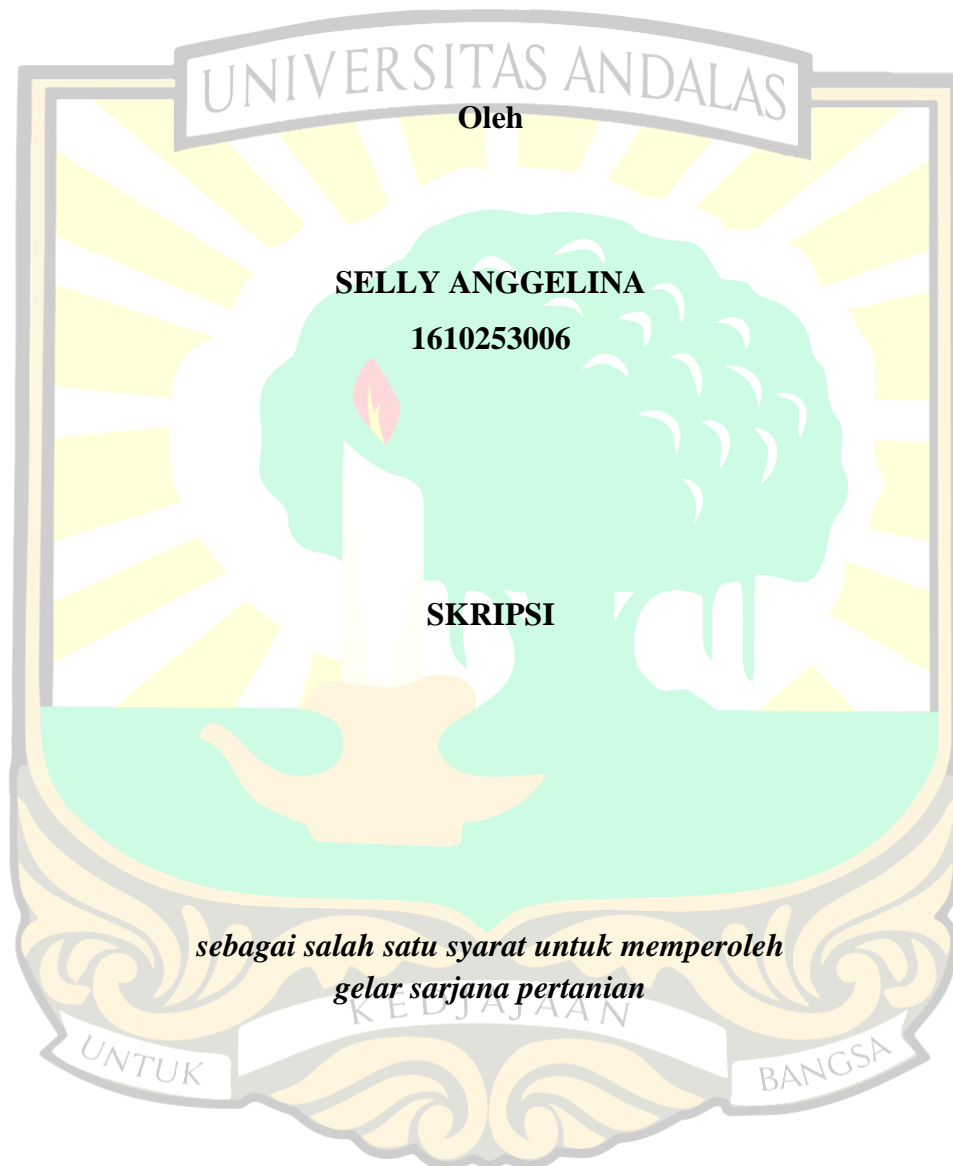 UNIVERSITAS ANDALAS
Oleh
SELLY ANGGELINA
1610253006
SKRIPSI
sebagai salah satu syarat untuk memperoleh
gelar sarjana pertanian
KEDJAJAAN
UNTUK
BANGSA